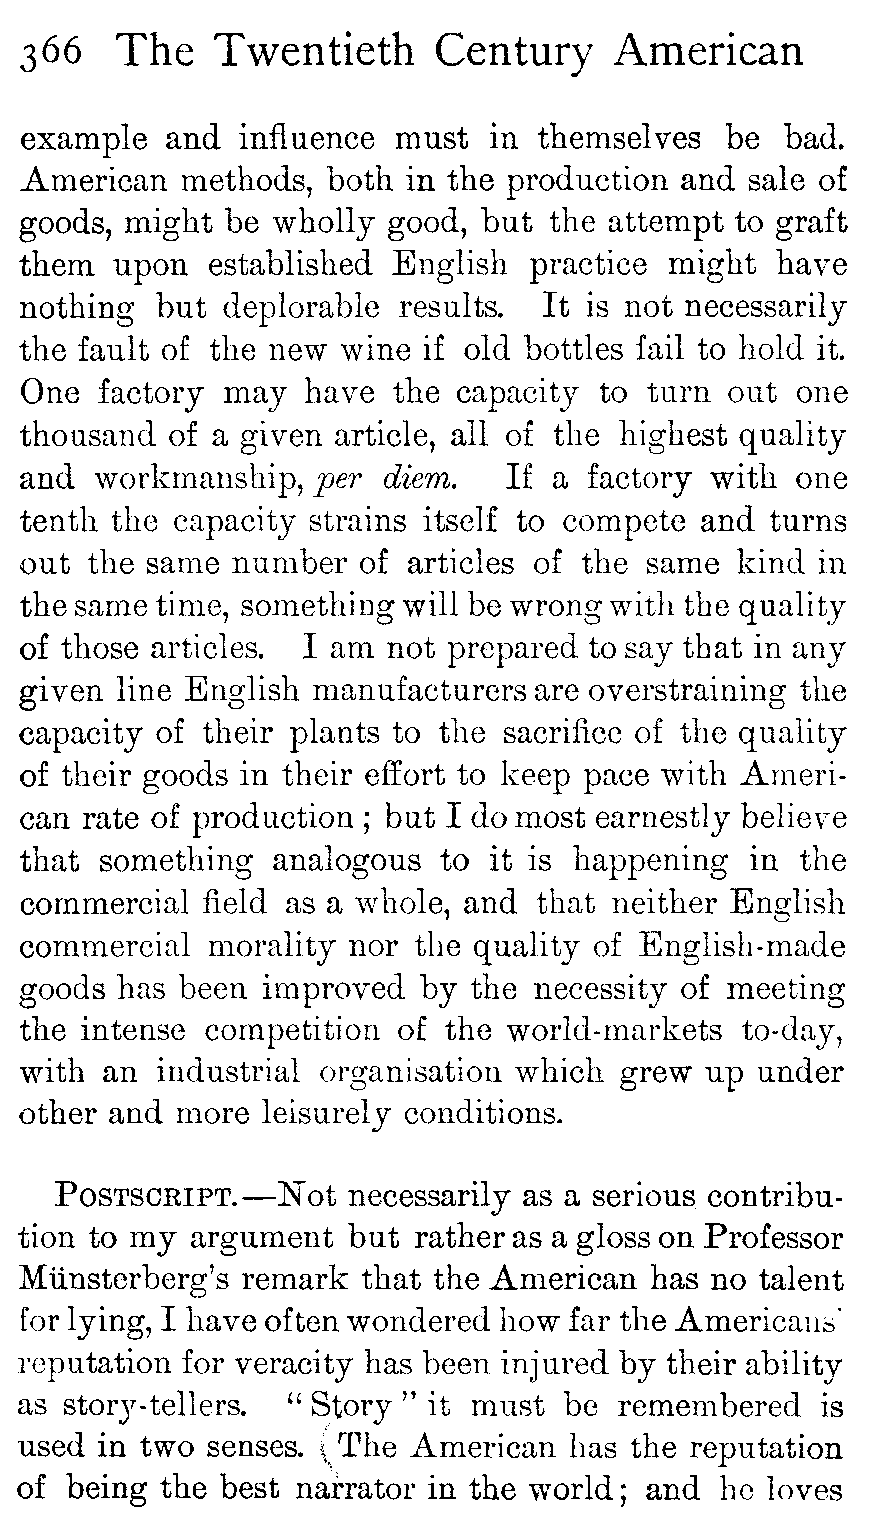 366 The Twentieth Century American
example and influence must in themselves be bad.
American methods, both in the production and sale of
goods, might be wholly good, but the attempt to graft
them upon established English practice might have
nothing but deplorable results. It is not necessarily
the fault of the new wine if old bottles fail to hold it.
One factory may have the capacity to turn out one
thousand of a given article, all of the highest quality
and workmanship, per diem. If a factory with one
tenth the capacity strains itself to compete and turns
out the same number of articles of the same kind in
the same time, something will be wrong with the quality
of those articles. I am not prepared to say that in any
given line English manufacturers are overstraining the
capacity of their plants to the sacrifice of the quality
of their goods in their effort to keep pace with Ameri-
can rate of production; but I do most earnestly believe
that something analogous to it is happening in the
commercial field as a whole, and that neither English
commercial morality nor the quality of English-made
goods has been improved by the necessity of meeting
the intense competition of the world-markets to-day,
with an industrial organisation which grew up under
other and more leisurely conditions.
POSTSCRIPT.—Not necessarily as a serious contribu-
tion to my argument but rather as a gloss on Professor
Münsterberg's remark that the American has no talent
for lying, I have often wondered how far the Americans'
reputation for veracity has been injured by their ability
as story-tellers. "Story" it must be remembered is
used in two senses. The American has the reputation
of being the best narrator in the world; and he loves